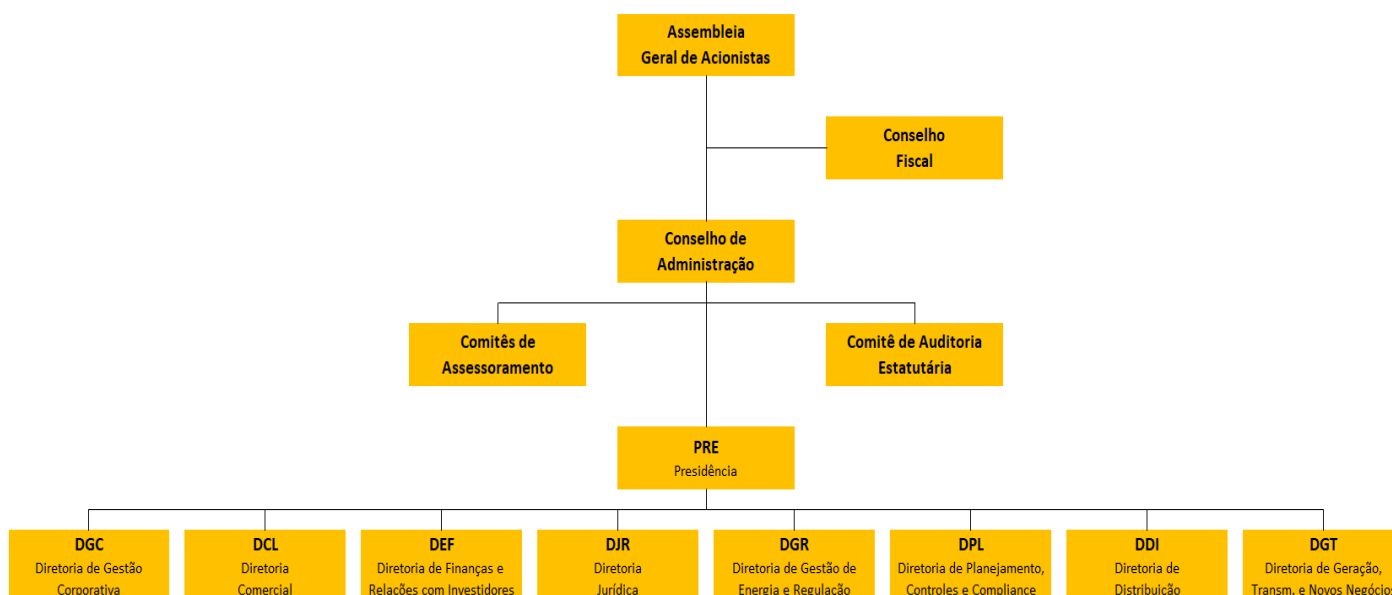 Assembleia
Geral de Acionistas
Conselho
Fiscal
Conselho de
Administração
Comitês de
Assessoramento
Comitê de Auditoria
Estatutária
PRE
Presidência
DGC
Diretoria de Gestão
Corporativa
DCL
Diretoria
Comercial
DEF
Diretoria de Finanças e
Relações com Investidores
DJR
Diretoria
Jurídica
DGR
Diretoria de Gestão de
Energia e Regulação
DPL
Diretoria de Planejamento,
Controles e Compliance
DDI
Diretoria de
Distribuição
DGT
Diretoria de Geração,
Transm. e Novos Negócios